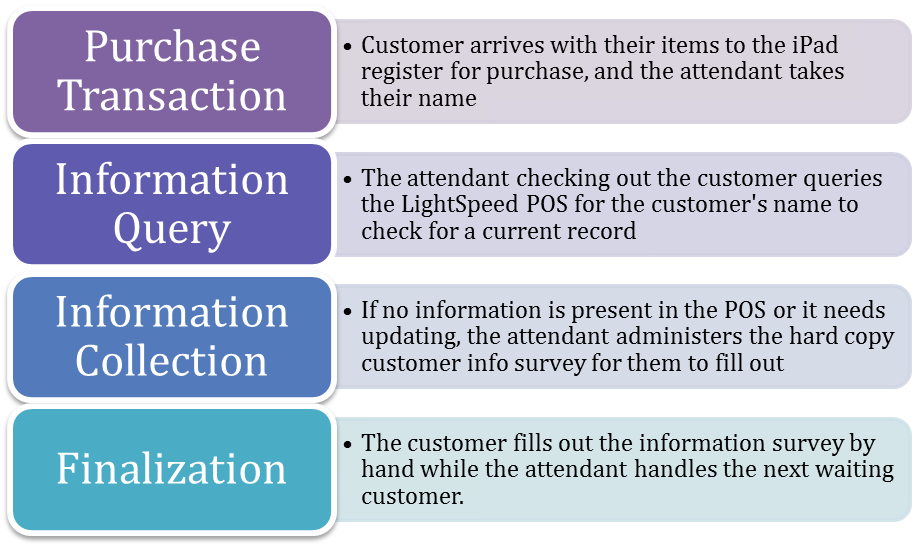 Purchase
Transaction
• Customer arrives with their items to the iPad
register for purchase, and the attendant takes
their name
Information
Query
• The attendant checking out the customer queries
the LightSpeed POS for the customer's name to
check for a current record
Information
Collection
• If no information is present in the POS or it needs
updating, the attendant administers the hard copy
customer info survey for them to fill out
Finalization
• The customer fills out the information survey by
hand while the attendant handles the next waiting
customer.